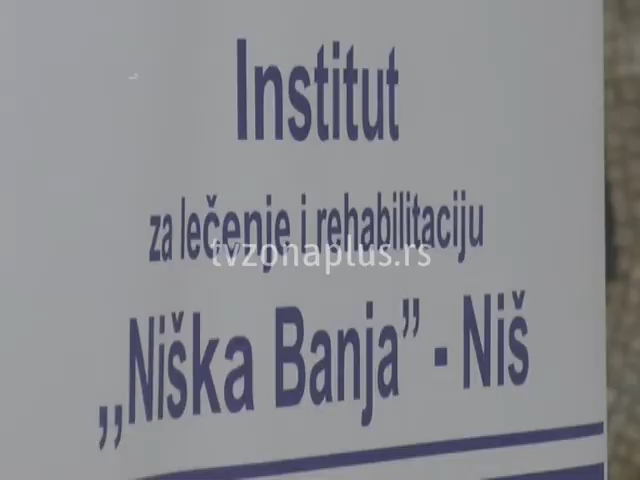 Institut
za lečenje i rehabilitaciju
tvzonaplus.rs
„Niška Banja” - Niš